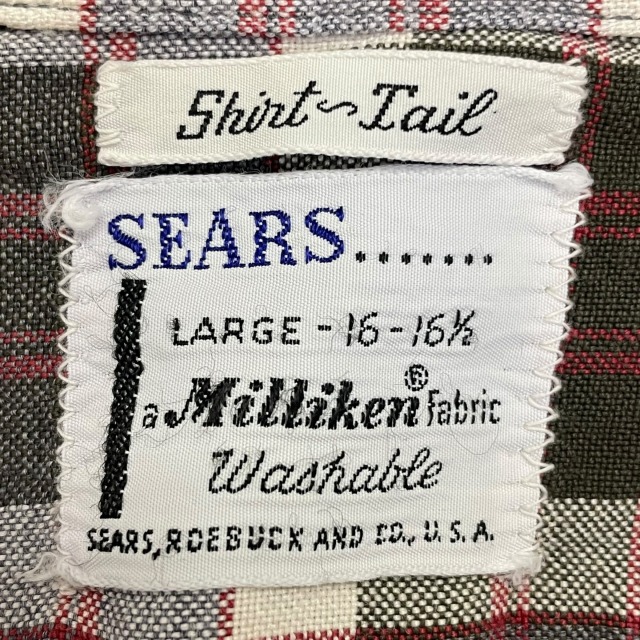 Shirt~Tail
SEARS.......
LARGE - 16 - 16½
a Milliken® Fabric
Washable
SEARS, ROEBUCK AND CO., U.S.A.